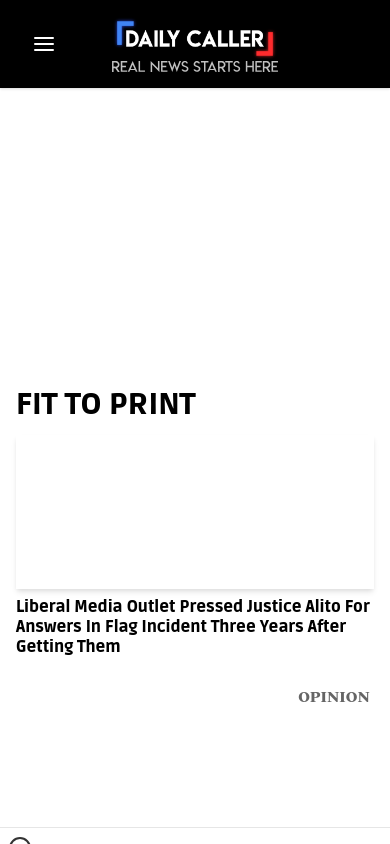 DAILY CALLER
REAL NEWS STARTS HERE
FIT TO PRINT
Liberal Media Outlet Pressed Justice Alito For
Answers In Flag Incident Three Years After
Getting Them
OPINION